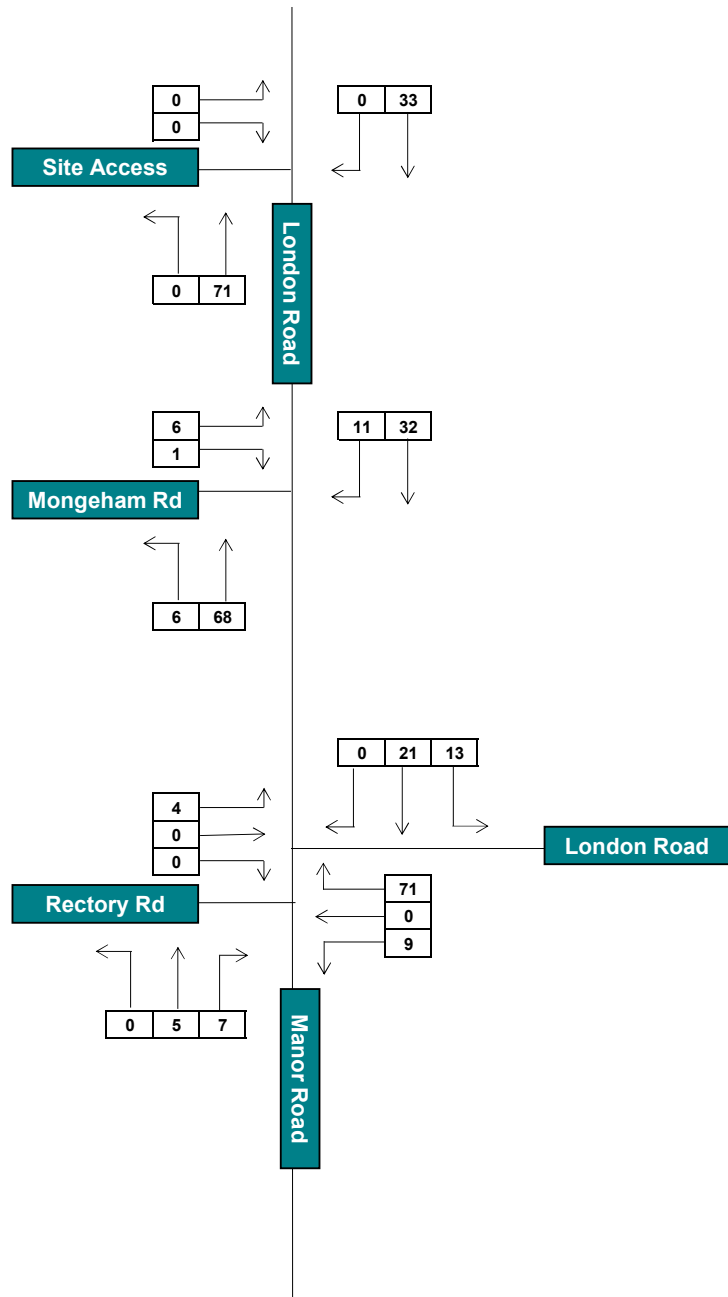 0
0 33
0
Site Access
London Road
0 71
6
11 32
1
Mongeham Rd
6 68
0 21 13
4
0
0
London Road
71
Rectory Rd
0
9
Manor Road
0 5 7